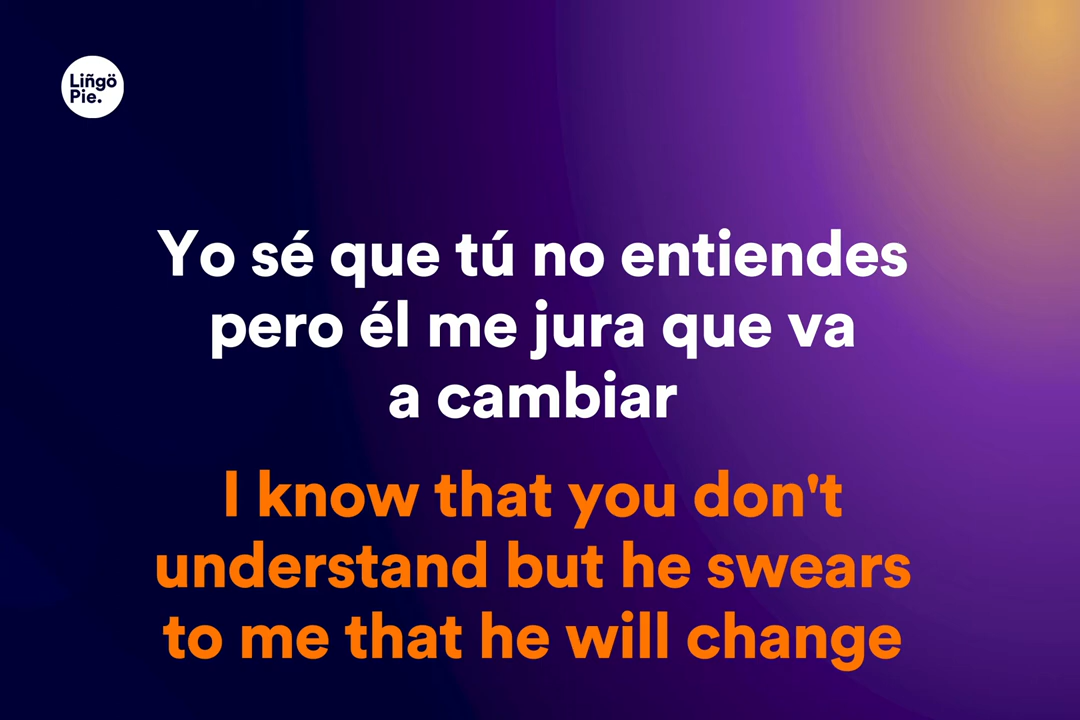 Liñgö
Pie.
Yo sé que tú no entiendes
pero él me jura que va
a cambiar
I know that you don't
understand but he swears
to me that he will change